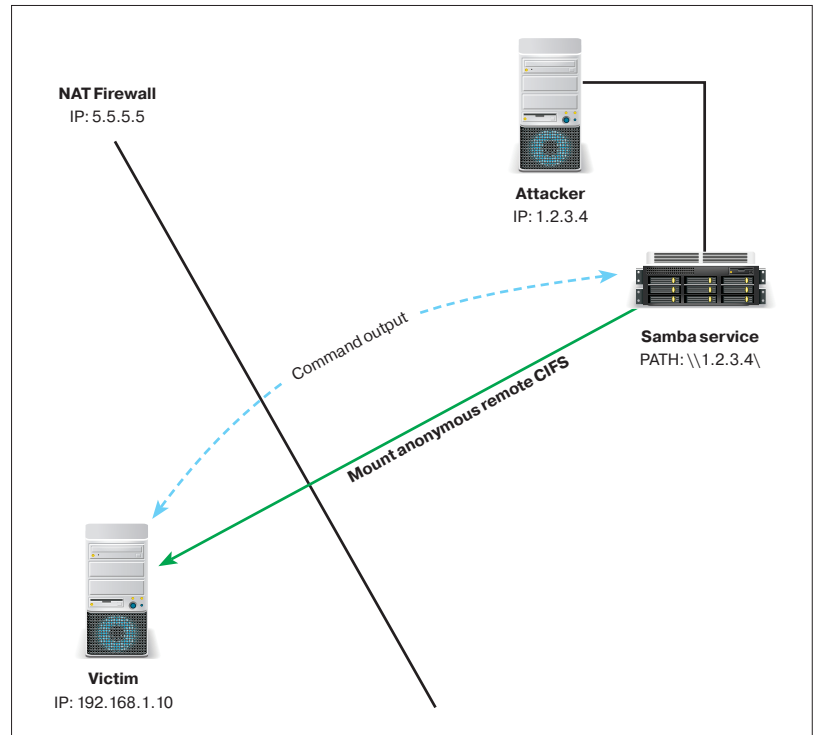 NAT Firewall
IP: 5.5.5.5
Attacker
IP: 1.2.3.4
Samba service
PATH: \\1.2.3.4\
Command output
Mount anonymous remote CIFS
Victim
IP: 192.168.1.10